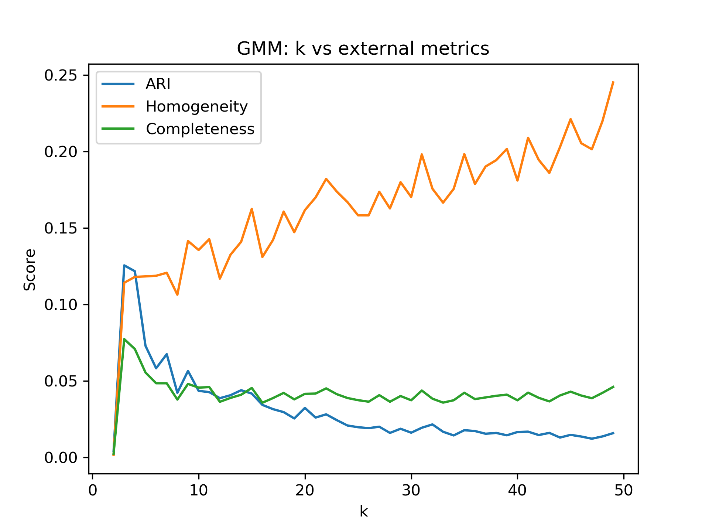 GMM: k vs external metrics
ARI
Homogeneity
Completeness
Score
0.25
0.20
0.15
0.10
0.05
0.00
0 10 20 30 40 50
k